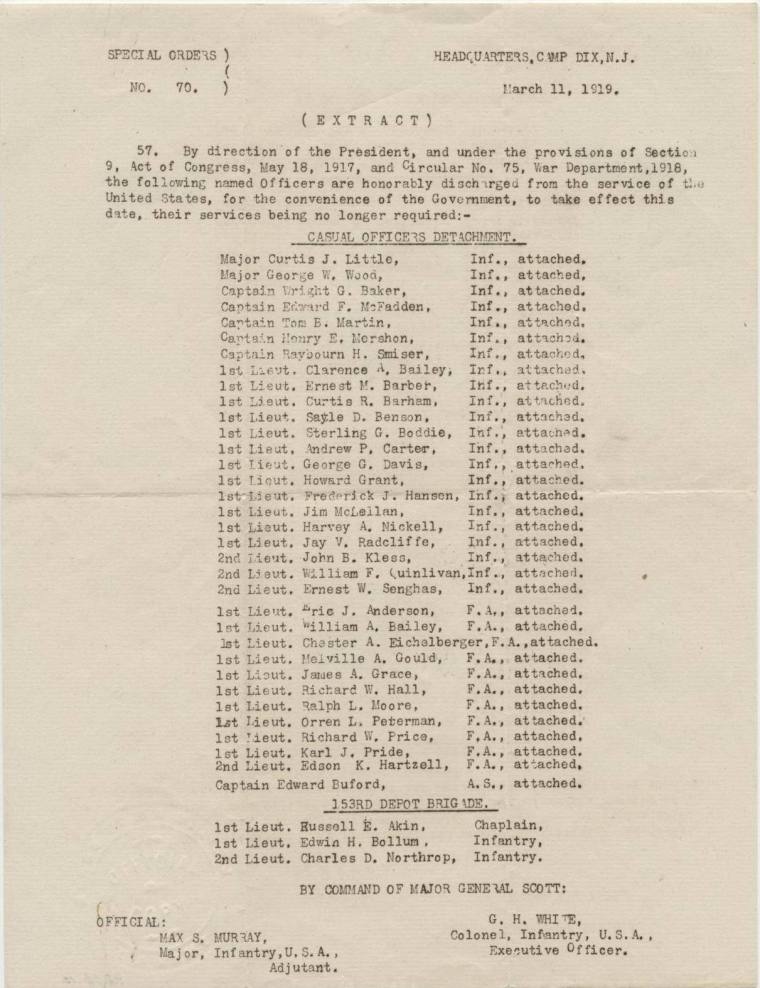 SPECIAL ORDERS ) HEADQUARTERS, CAMP DIX, N.J.
(
NO. 70. ) March 11, 1919.
( E X T R A C T )
57. By direction of the President, and under the provisions of Section
9, Act of Congress, May 18, 1917, and Circular No. 75, War Department, 1918,
the following named Officers are honorably discharged from the service of the
United States, for the convenience of the Government, to take effect this
date, their services being no longer required:-
CASUAL OFFICERS DETACHMENT.
Major Curtis J. Little, Inf., attached.
Major George W. Wood, Inf., attached.
Captain Wright G. Baker, Inf., attached.
Captain Edward F. McFadden, Inf., attached.
Captain Tom B. Martin, Inf., attached.
Captain Henry E. Mershon, Inf., attached.
Captain Raybourn H. Smiser, Inf., attached.
1st Lieut. Clarence A. Bailey, Inf., attached.
1st Lieut. Ernest M. Barber, Inf., attached.
1st Lieut. Curtis R. Barham, Inf., attached.
1st Lieut. Sayle D. Benson, Inf., attached.
1st Lieut. Sterling G. Boddie, Inf., attached.
1st Lieut. Andrew P. Carter, Inf., attached.
1st Lieut. George G. Davis, Inf., attached.
1st Lieut. Howard Grant, Inf., attached.
1st Lieut. Frederick J. Hansen, Inf., attached.
1st Lieut. Jim McLellan, Inf., attached.
1st Lieut. Harvey A. Nickell, Inf., attached.
1st Lieut. Jay V. Radcliffe, Inf., attached.
2nd Lieut. John B. Kless, Inf., attached.
2nd Lieut. William F. Quinlivan, Inf., attached.
2nd Lieut. Ernest W. Senghas, Inf., attached.
1st Lieut. Eric J. Anderson, F.A., attached.
1st Lieut. William A. Bailey, F.A., attached.
1st Lieut. Chester A. Eichelberger, F.A., attached.
1st Lieut. Melville A. Gould, F.A., attached.
1st Lieut. James A. Grace, F.A., attached.
1st Lieut. Richard W. Hall, F.A., attached.
1st Lieut. Ralph L. Moore, F.A., attached.
1st Lieut. Orren L. Peterman, F.A., attached.
1st Lieut. Richard W. Price, F.A., attached.
1st Lieut. Karl J. Pride, F.A., attached.
2nd Lieut. Edson K. Hartzell, F.A., attached.
Captain Edward Buford, A.S., attached.
153RD DEPOT BRIGADE.
1st Lieut. Russell E. Akin, Chaplain,
1st Lieut. Edwin H. Bollum, Infantry,
2nd Lieut. Charles D. Northrop, Infantry.
BY COMMAND OF MAJOR GENERAL SCOTT:
OFFICIAL: G. H. WHITE,
MAX S. MURRAY, Colonel, Infantry, U.S.A.,
Major, Infantry, U.S.A., Executive Officer.
Adjutant.